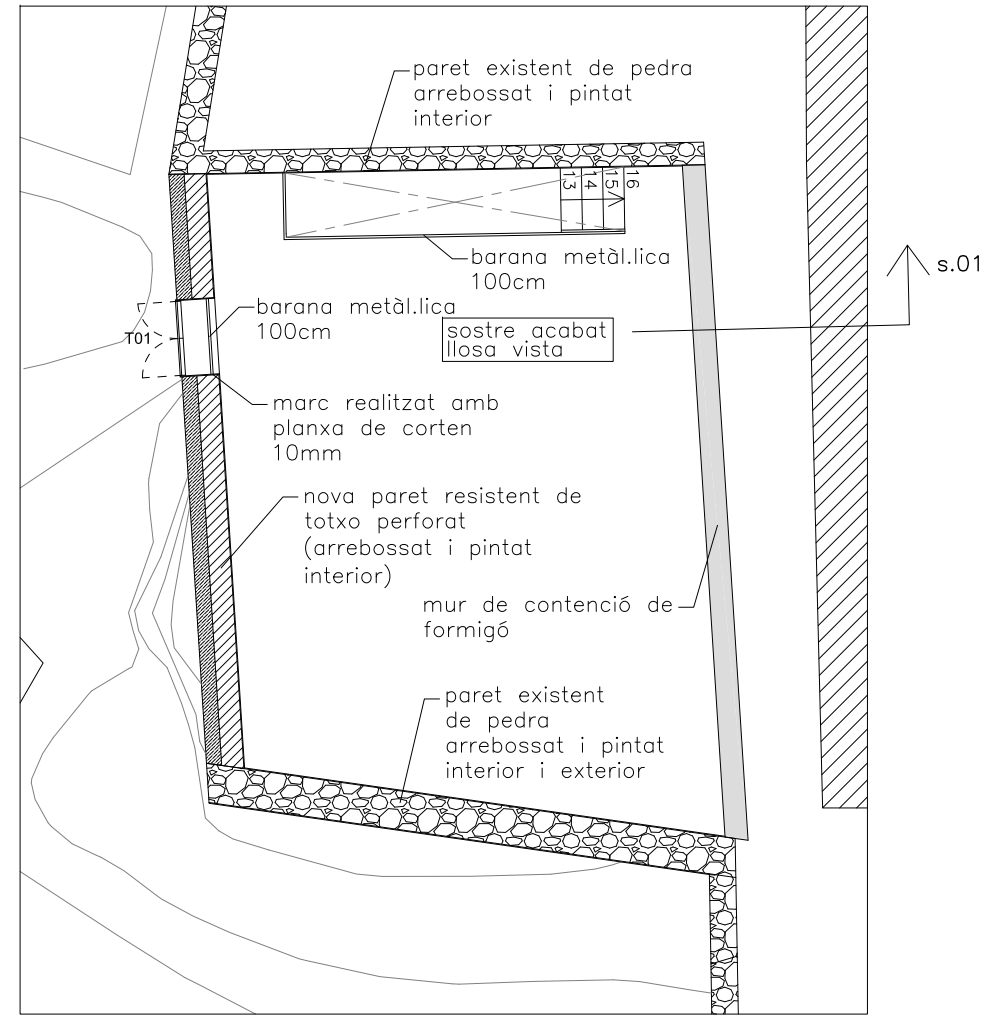 paret existent de pedra
arrebossat i pintat
interior
13
14
15
16
barana metàl.lica
100cm
s.01
barana metàl.lica
100cm
T01
sostre acabat
llosa vista
marc realitzat amb
planxa de corten
10mm
nova paret resistent de
totxo perforat
(arrebossat i pintat
interior)
mur de contenció de
formigó
paret existent
de pedra
arrebossat i pintat
interior i exterior